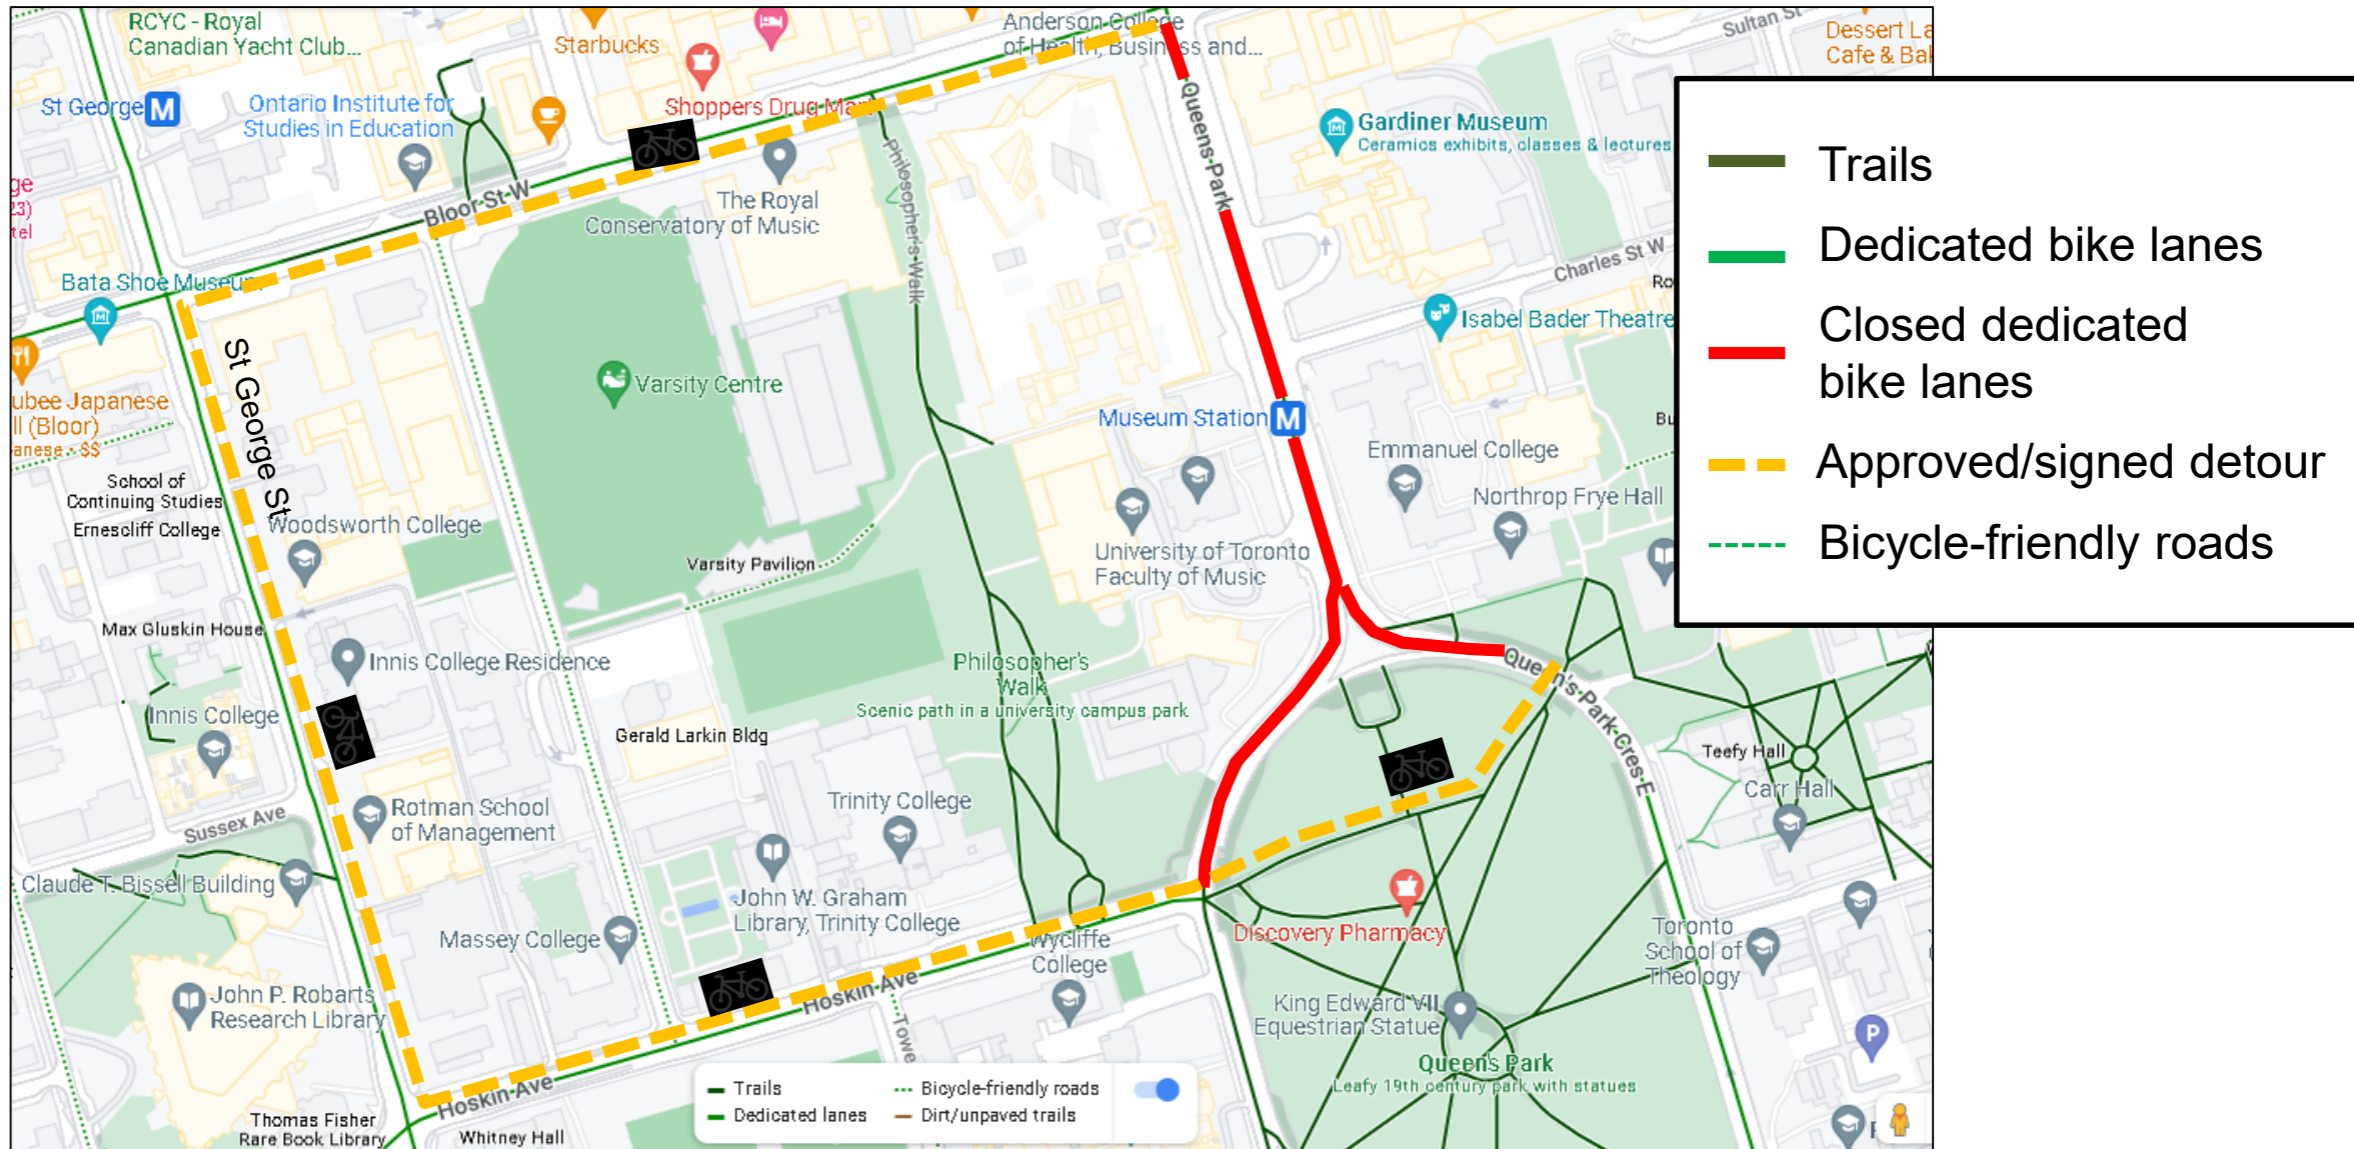 RCYC - Royal
Canadian Yacht Club...
Starbucks
Anderson College
of Health, Business and...
Sultan St
Dessert La
Cafe & Bak
St George
M
Ontario Institute for
Studies in Education
Shoppers Drug Mart
Queens Park
Gardiner Museum
Ceramics exhibits, classes & lectures
Bloor St W
The Royal
Conservatory of Music
Philosopher's Walk
Charles St W
Bata Shoe Museum
Isabel Bader Theatre
St George St
Varsity Centre
Museum Station
M
ubee Japanese
ll (Bloor)
anese · $$
School of
Continuing Studies
Ernescliff College
Woodsworth College
Emmanuel College
Northrop Frye Hall
University of Toronto
Faculty of Music
Varsity Pavilion
Max Gluskin House
Innis College Residence
Philosopher's
Walk
Scenic path in a university campus park
Queen's Park Cres E
Innis College
Gerald Larkin Bldg
Teefy Hall
Carr Hall
Sussex Ave
Rotman School
of Management
Trinity College
Claude T. Bissell Building
John W. Graham
Library, Trinity College
Massey College
Wycliffe
College
Discovery Pharmacy
Toronto
School of
Theology
John P. Robarts
Research Library
Hoskin Ave
Towe
King Edward VII
Equestrian Statue
Queen's Park
Leafy 19th century park with statues
P
Hoskin Ave
Thomas Fisher
Rare Book Library
Whitney Hall
Trails
Bicycle-friendly roads
Dedicated lanes
Dirt/unpaved trails
Trails
Dedicated bike lanes
Closed dedicated
bike lanes
Approved/signed detour
Bicycle-friendly roads